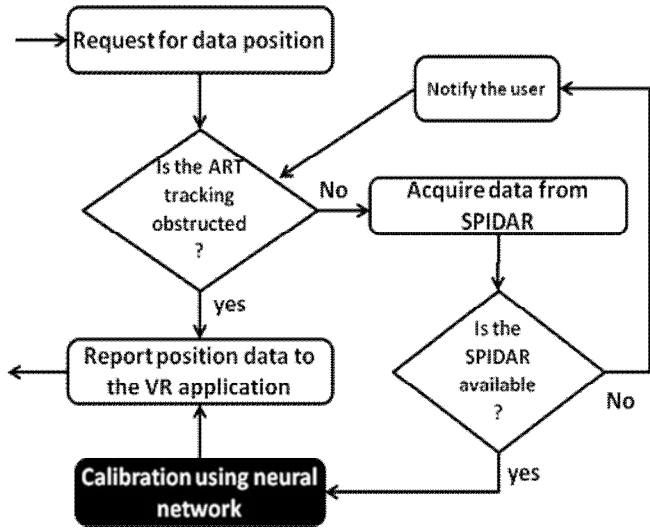 Request for data position
Notify the user
Is the ART
tracking
obstructed
?
No
Acquire data from
SPIDAR
yes
Report position data to
the VR application
Is the
SPIDAR
available
?
No
yes
Calibration using neural
network